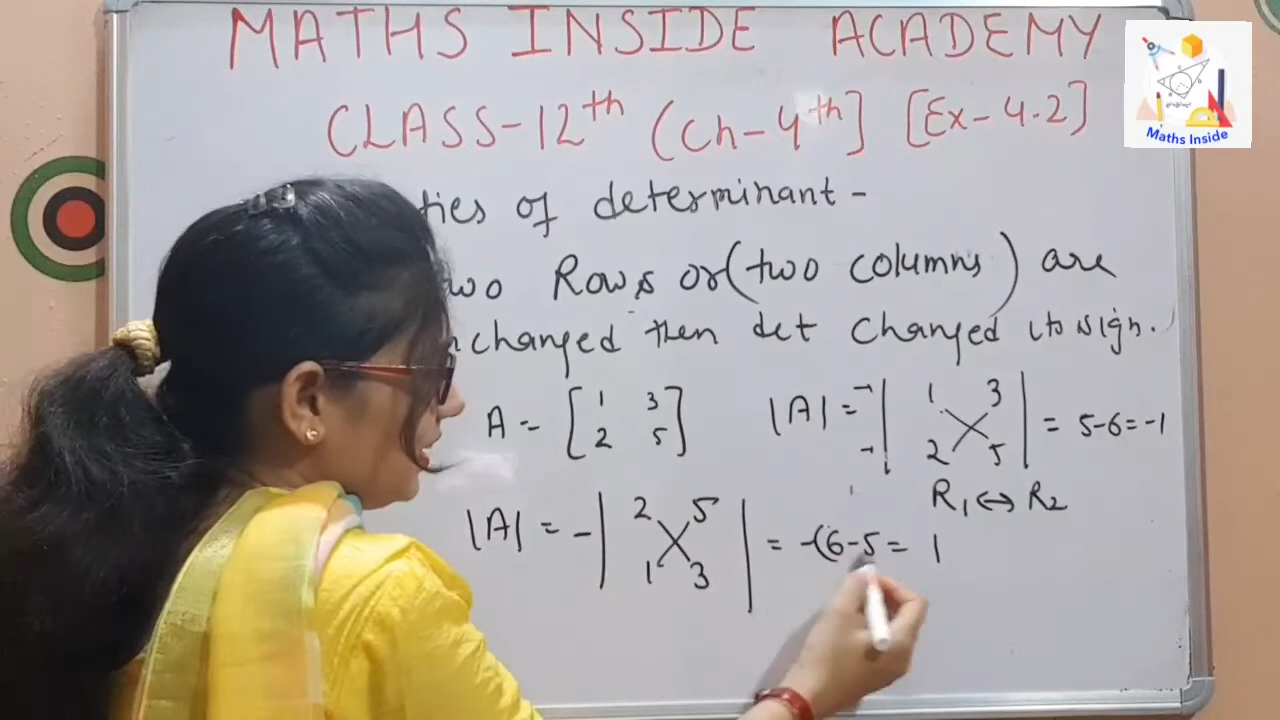 MATHS INSIDE ACADEMY
CLASS-12th (Ch-4th] [Ex-4.2]
Maths Inside
ties of determinant -
wo Rows or (two columns) are
nchanged then det changed its sign.
A = [1 3 2 5] |A| = |1 3 2 5| = 5-6=-1
R1↔R2
|A| = -|2 5 1 3| = -(6-5 = 1